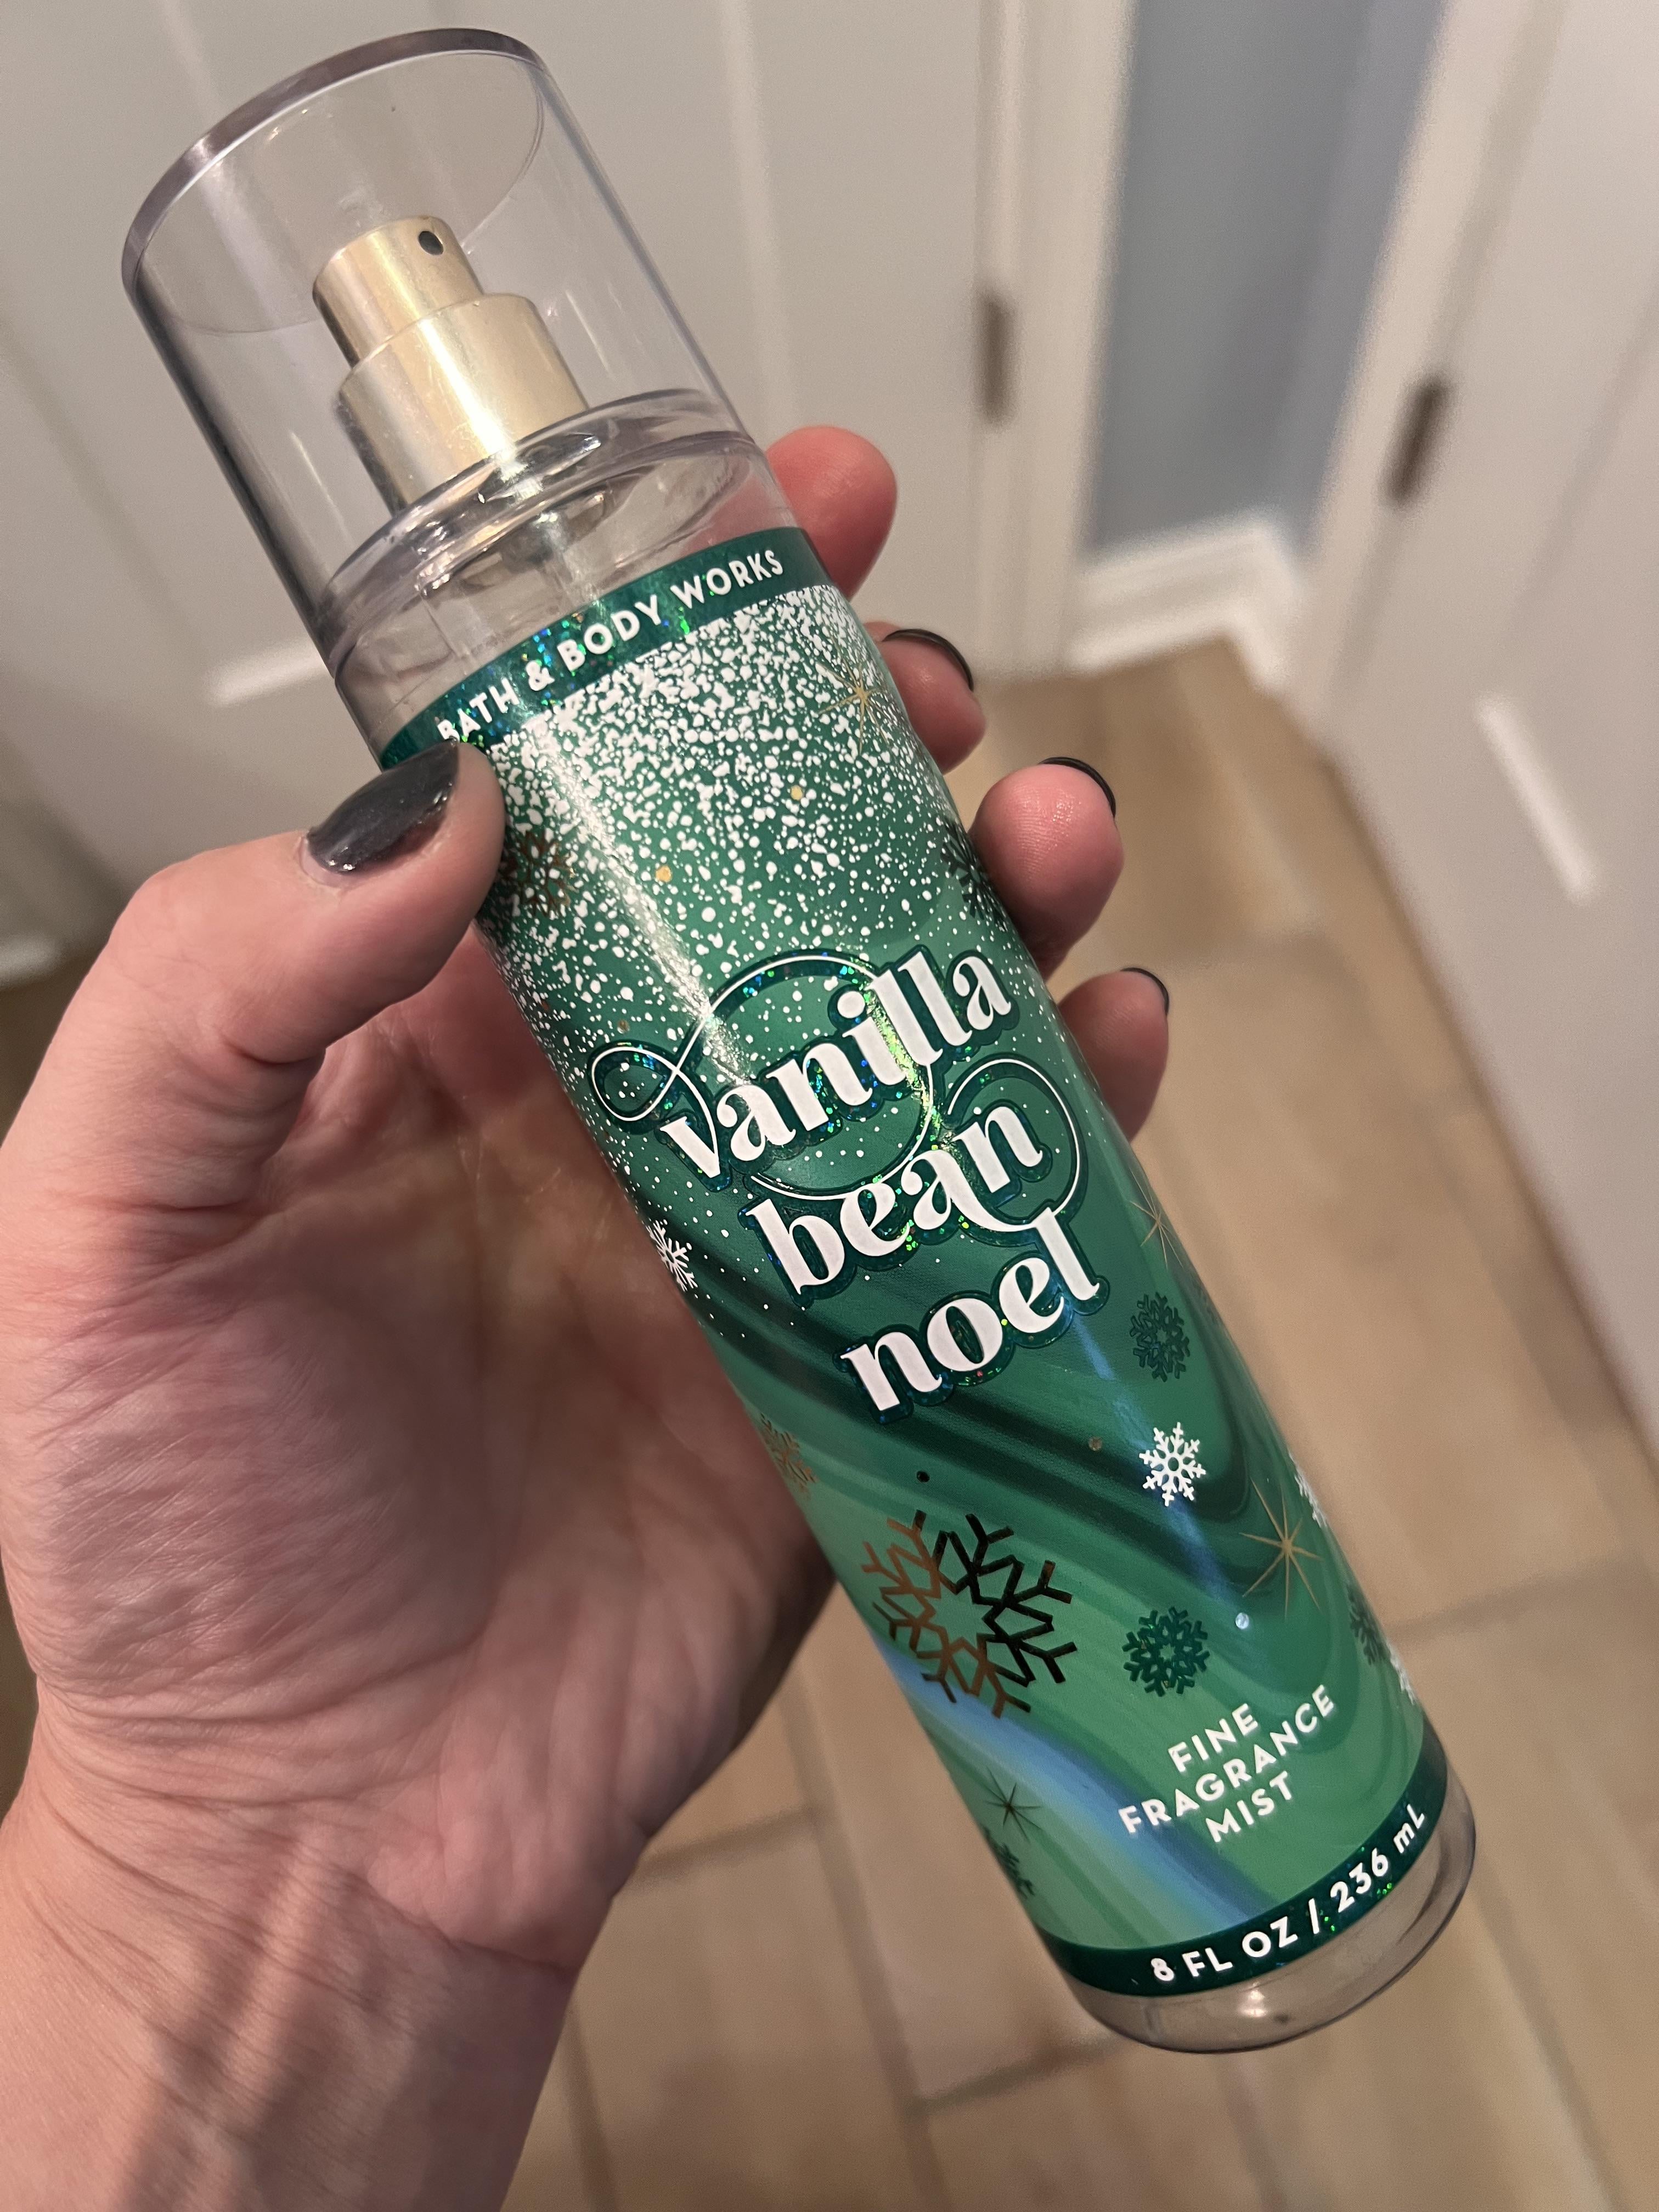 BATH & BODY WORKS
vanilla
bean
noel
FINE
FRAGRANCE
MIST
8 FL OZ / 236 mL